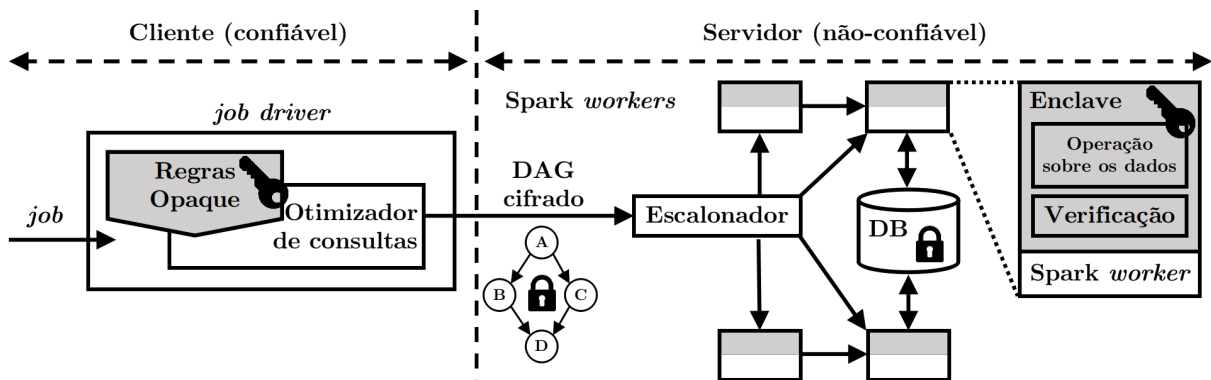 Cliente (confiável)
Servidor (não-confiável)
job driver
Spark workers
Regras
Opaque
job
Otimizador
de consultas
DAG
cifrado
A
B
C
D
Escalonador
DB
Enclave
Operação
sobre os dados
Verificação
Spark worker